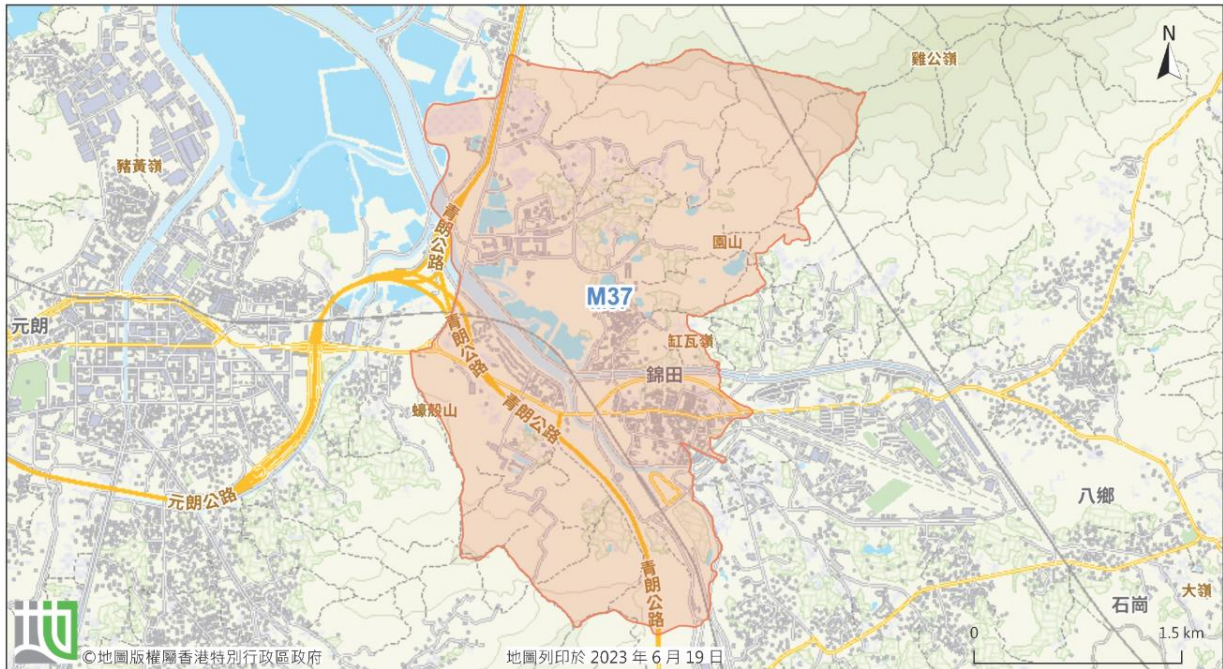 N
雞公嶺
豬黃嶺
青朗公路
圓山
M37
元朗
青朗公路
缸瓦嶺
錦田
蠔殼山
青朗公路
元朗公路
八鄉
青朗公路
大嶺
石崗
0 1.5 km
©地圖版權屬香港特別行政區政府
地圖列印於 2023 年 6 月 19 日